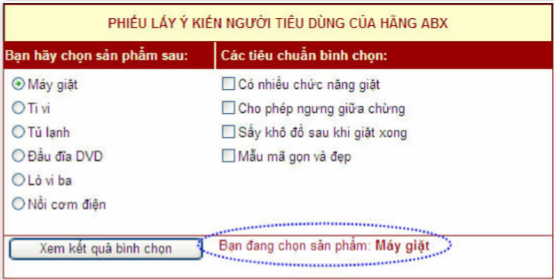 PHIẾU LẤY Ý KIẾN NGƯỜI TIÊU DÙNG CỦA HÃNG ABX
Bạn hãy chọn sản phẩm sau:
Các tiêu chuẩn bình chọn:
Máy giặt
Có nhiều chức năng giặt
Ti vi
Cho phép ngưng giữa chừng
Tủ lạnh
Sấy khô đồ sau khi giặt xong
Đầu đĩa DVD
Mẫu mã gọn và đẹp
Lò vi ba
Nồi cơm điện
Xem kết quả bình chọn
Bạn đang chọn sản phẩm: Máy giặt